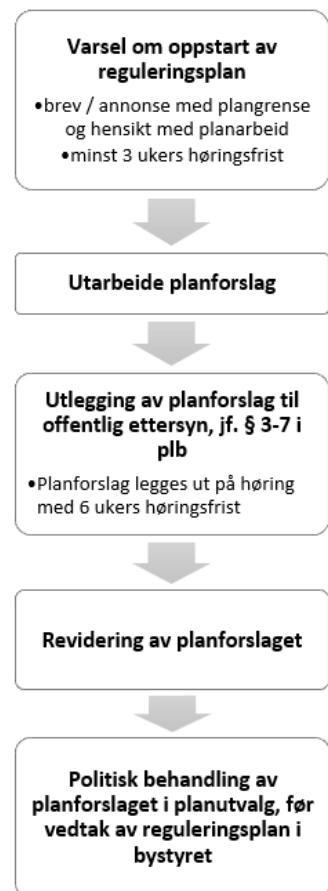 Varsel om oppstart av
reguleringsplan
•brev / annonse med plangrense
og hensikt med planarbeid
•minst 3 ukers høringsfrist
Utarbeide planforslag
Utlegging av planforslag til
offentlig ettersyn, jf. § 3-7 i
plb
•Planforslag legges ut på høring
med 6 ukers høringsfrist
Revidering av planforslaget
Politisk behandling av
planforslaget i planutvalg, før
vedtak av reguleringsplan i
bystyret